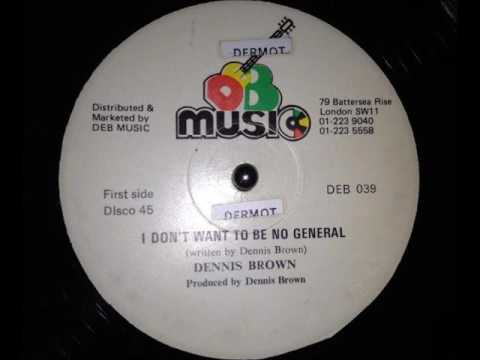 DERMOT
DB
MUSIC
Distributed &
Marketed by
DEB MUSIC
79 Battersea Rise
London SW11
01-223 9040
01-223 5558
First side
DIsco 45
DEB 039
DERMOT
I DON'T WANT TO BE NO GENERAL
(written by Dennis Brown)
DENNIS BROWN
Produced by Dennis Brown